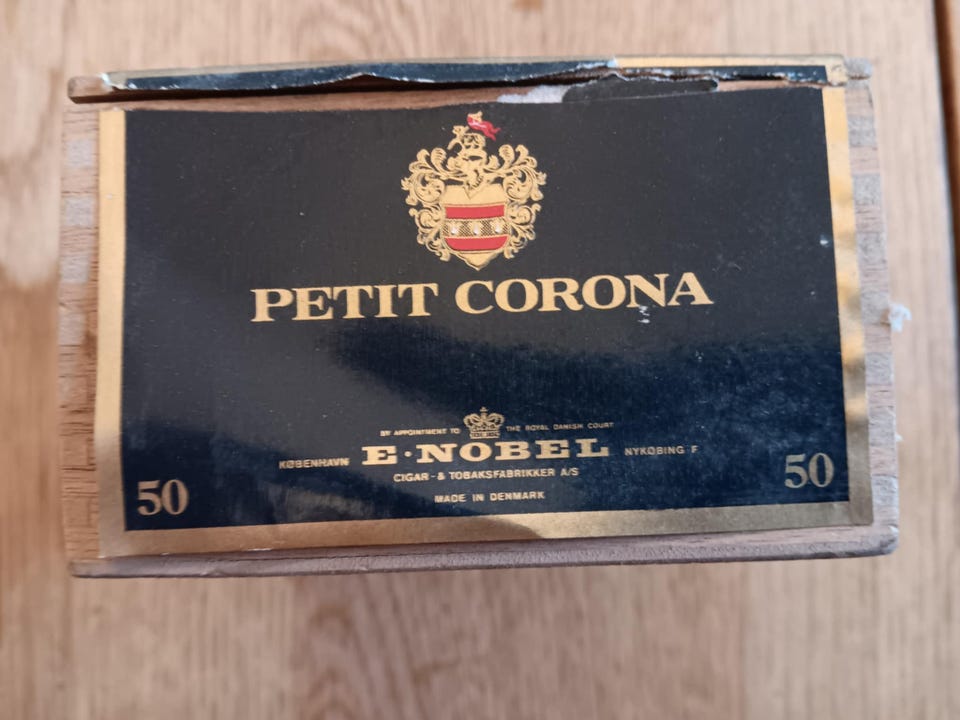 PETIT CORONA
BY APPOINTMENT TO THE ROYAL DANISH COURT
KØBENHAVN E·NOBEL NYKØBING F
CIGAR- & TOBAKSFABRIKKER A/S
50 MADE IN DENMARK 50